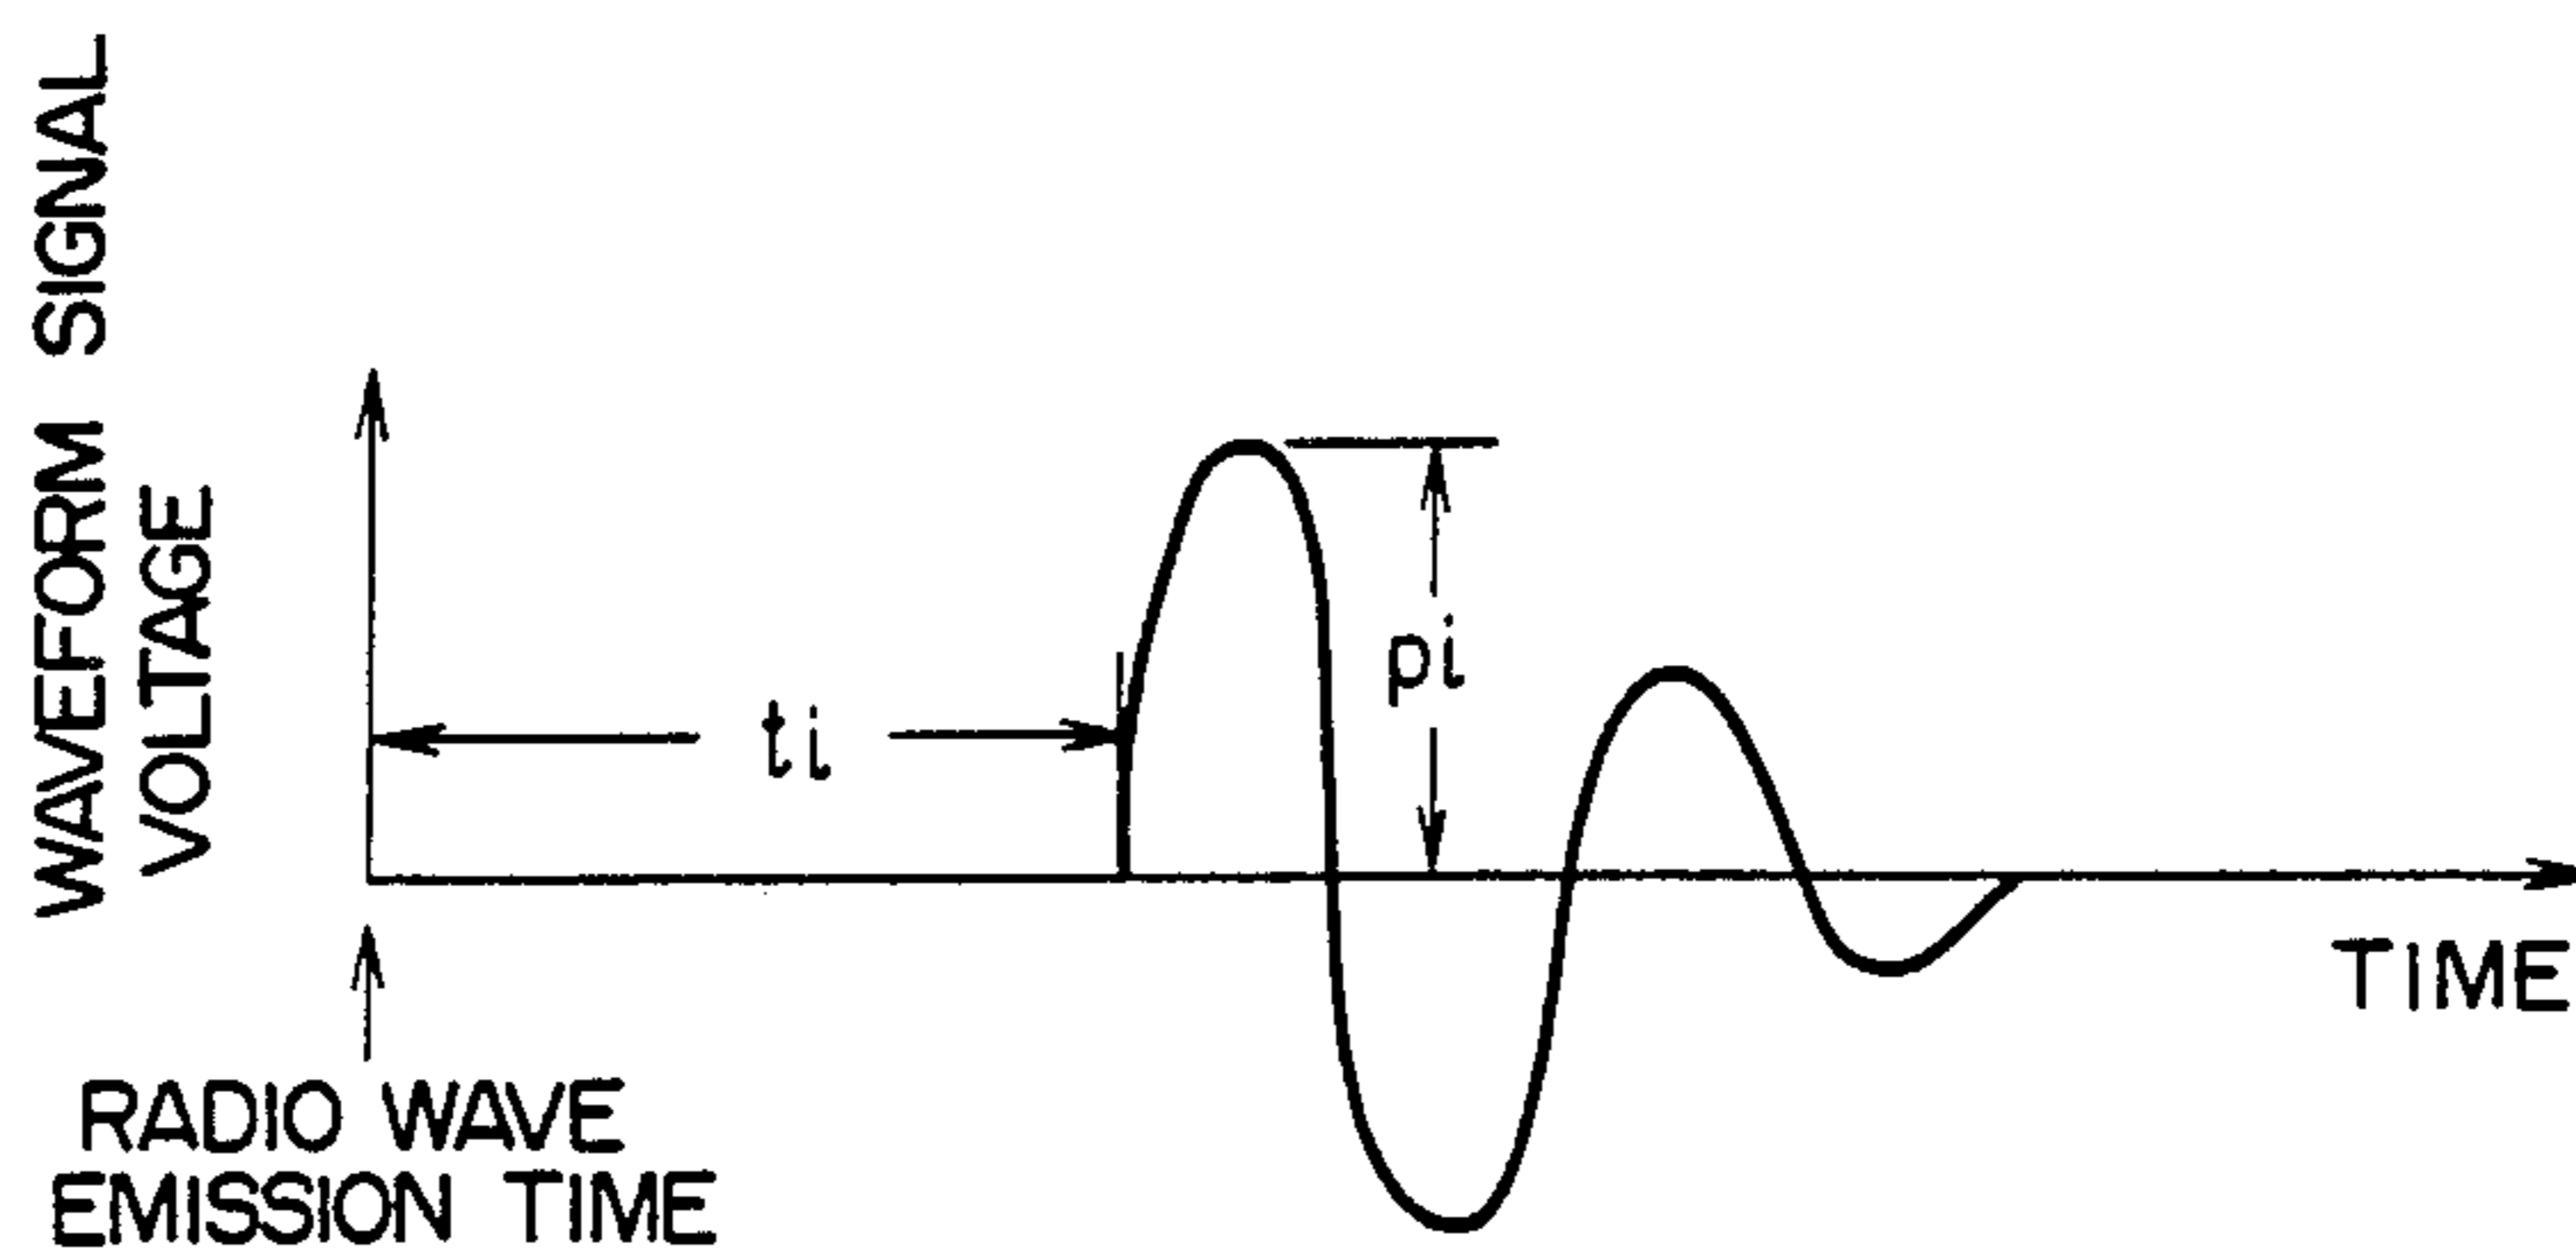 WAVEFORM SIGNAL
VOLTAGE
ti
pi
TIME
RADIO WAVE
EMISSION TIME